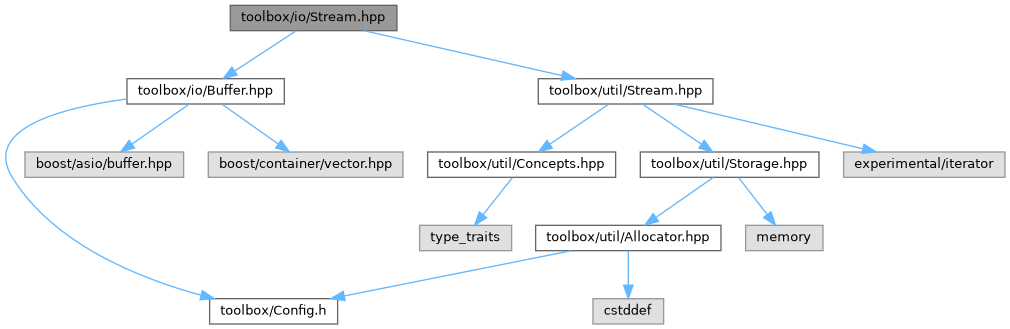 toolbox/io/Stream.hpp
toolbox/io/Buffer.hpp
toolbox/util/Stream.hpp
boost/asio/buffer.hpp
boost/container/vector.hpp
toolbox/util/Concepts.hpp
toolbox/util/Storage.hpp
experimental/iterator
type_traits
toolbox/util/Allocator.hpp
memory
toolbox/Config.h
cstddef